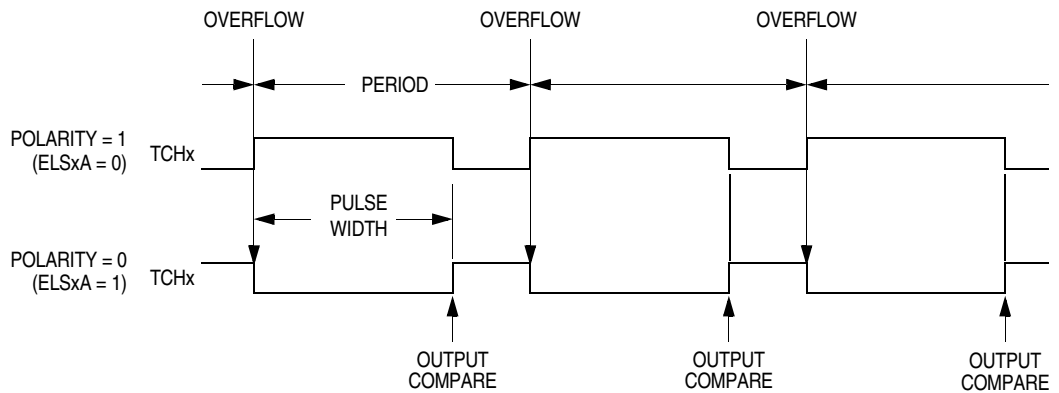 OVERFLOW OVERFLOW OVERFLOW
PERIOD
POLARITY = 1
(ELSxA = 0)
TCHx
PULSE
WIDTH
POLARITY = 0
(ELSxA = 1)
TCHx
OUTPUT
COMPARE
OUTPUT
COMPARE
OUTPUT
COMPARE